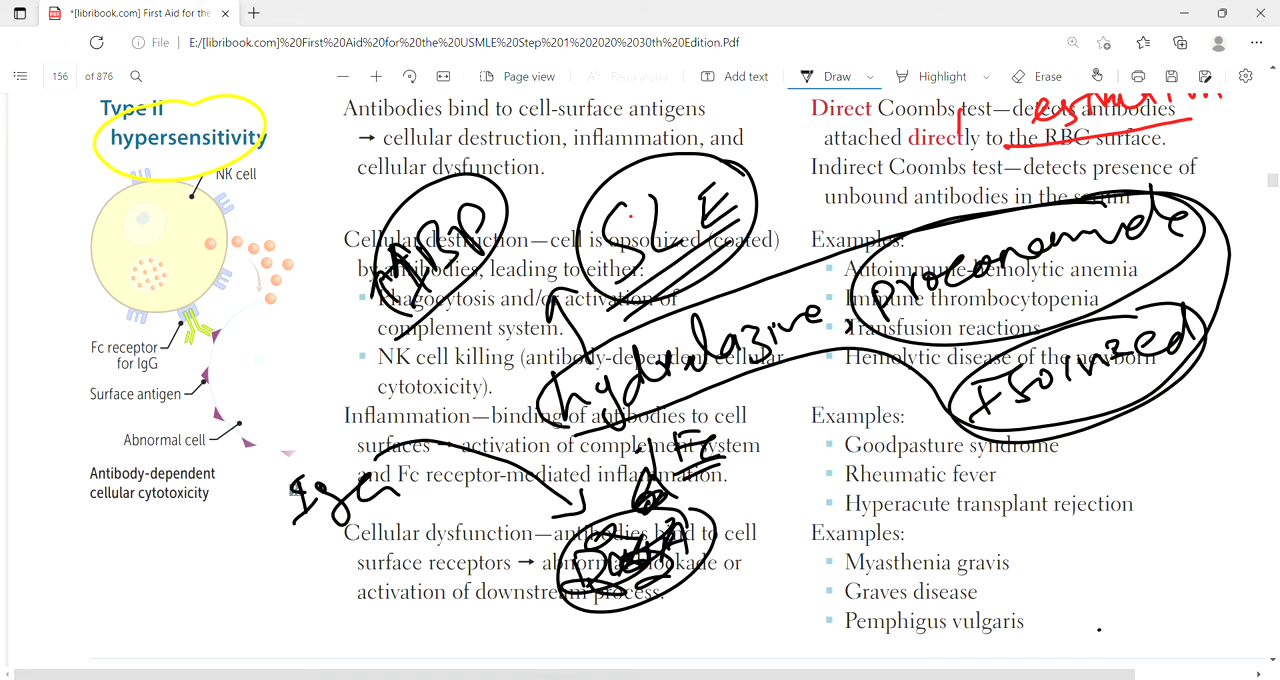 *[libribook.com] First Aid for the
File
E:/[libribook.com]%20First%20Aid%20for%20the%20USMLE%20Step%201%202020%2030th%20Edition.Pdf
156 of 876
Page view
Read aloud
Add text
Draw
Highlight
Erase
Type II
hypersensitivity
NK cell
Fc receptor
for IgG
Surface antigen
Abnormal cell
Antibody-dependent
cellular cytotoxicity
Antibodies bind to cell-surface antigens
→ cellular destruction, inflammation, and
cellular dysfunction.
Cellular destruction—cell is opsonized (coated)
by antibodies, leading to either:
Phagocytosis and/or activation of
complement system.
NK cell killing (antibody-dependent cellular
cytotoxicity).
Inflammation—binding of antibodies to cell
surfaces → activation of complement system
and Fc receptor-mediated inflammation.
Cellular dysfunction—antibodies bind to cell
surface receptors → abnormal blockade or
activation of downstream process.
Direct Coombs test—detects antibodies
attached directly to the RBC surface.
Indirect Coombs test—detects presence of
unbound antibodies in the serum
Examples:
Autoimmune-hemolytic anemia
Immune thrombocytopenia
Transfusion reactions
Hemolytic disease of the newborn
Examples:
Goodpasture syndrome
Rheumatic fever
Hyperacute transplant rejection
Examples:
Myasthenia gravis
Graves disease
Pemphigus vulgaris
SLE
hydralazine
procanamide
Fc